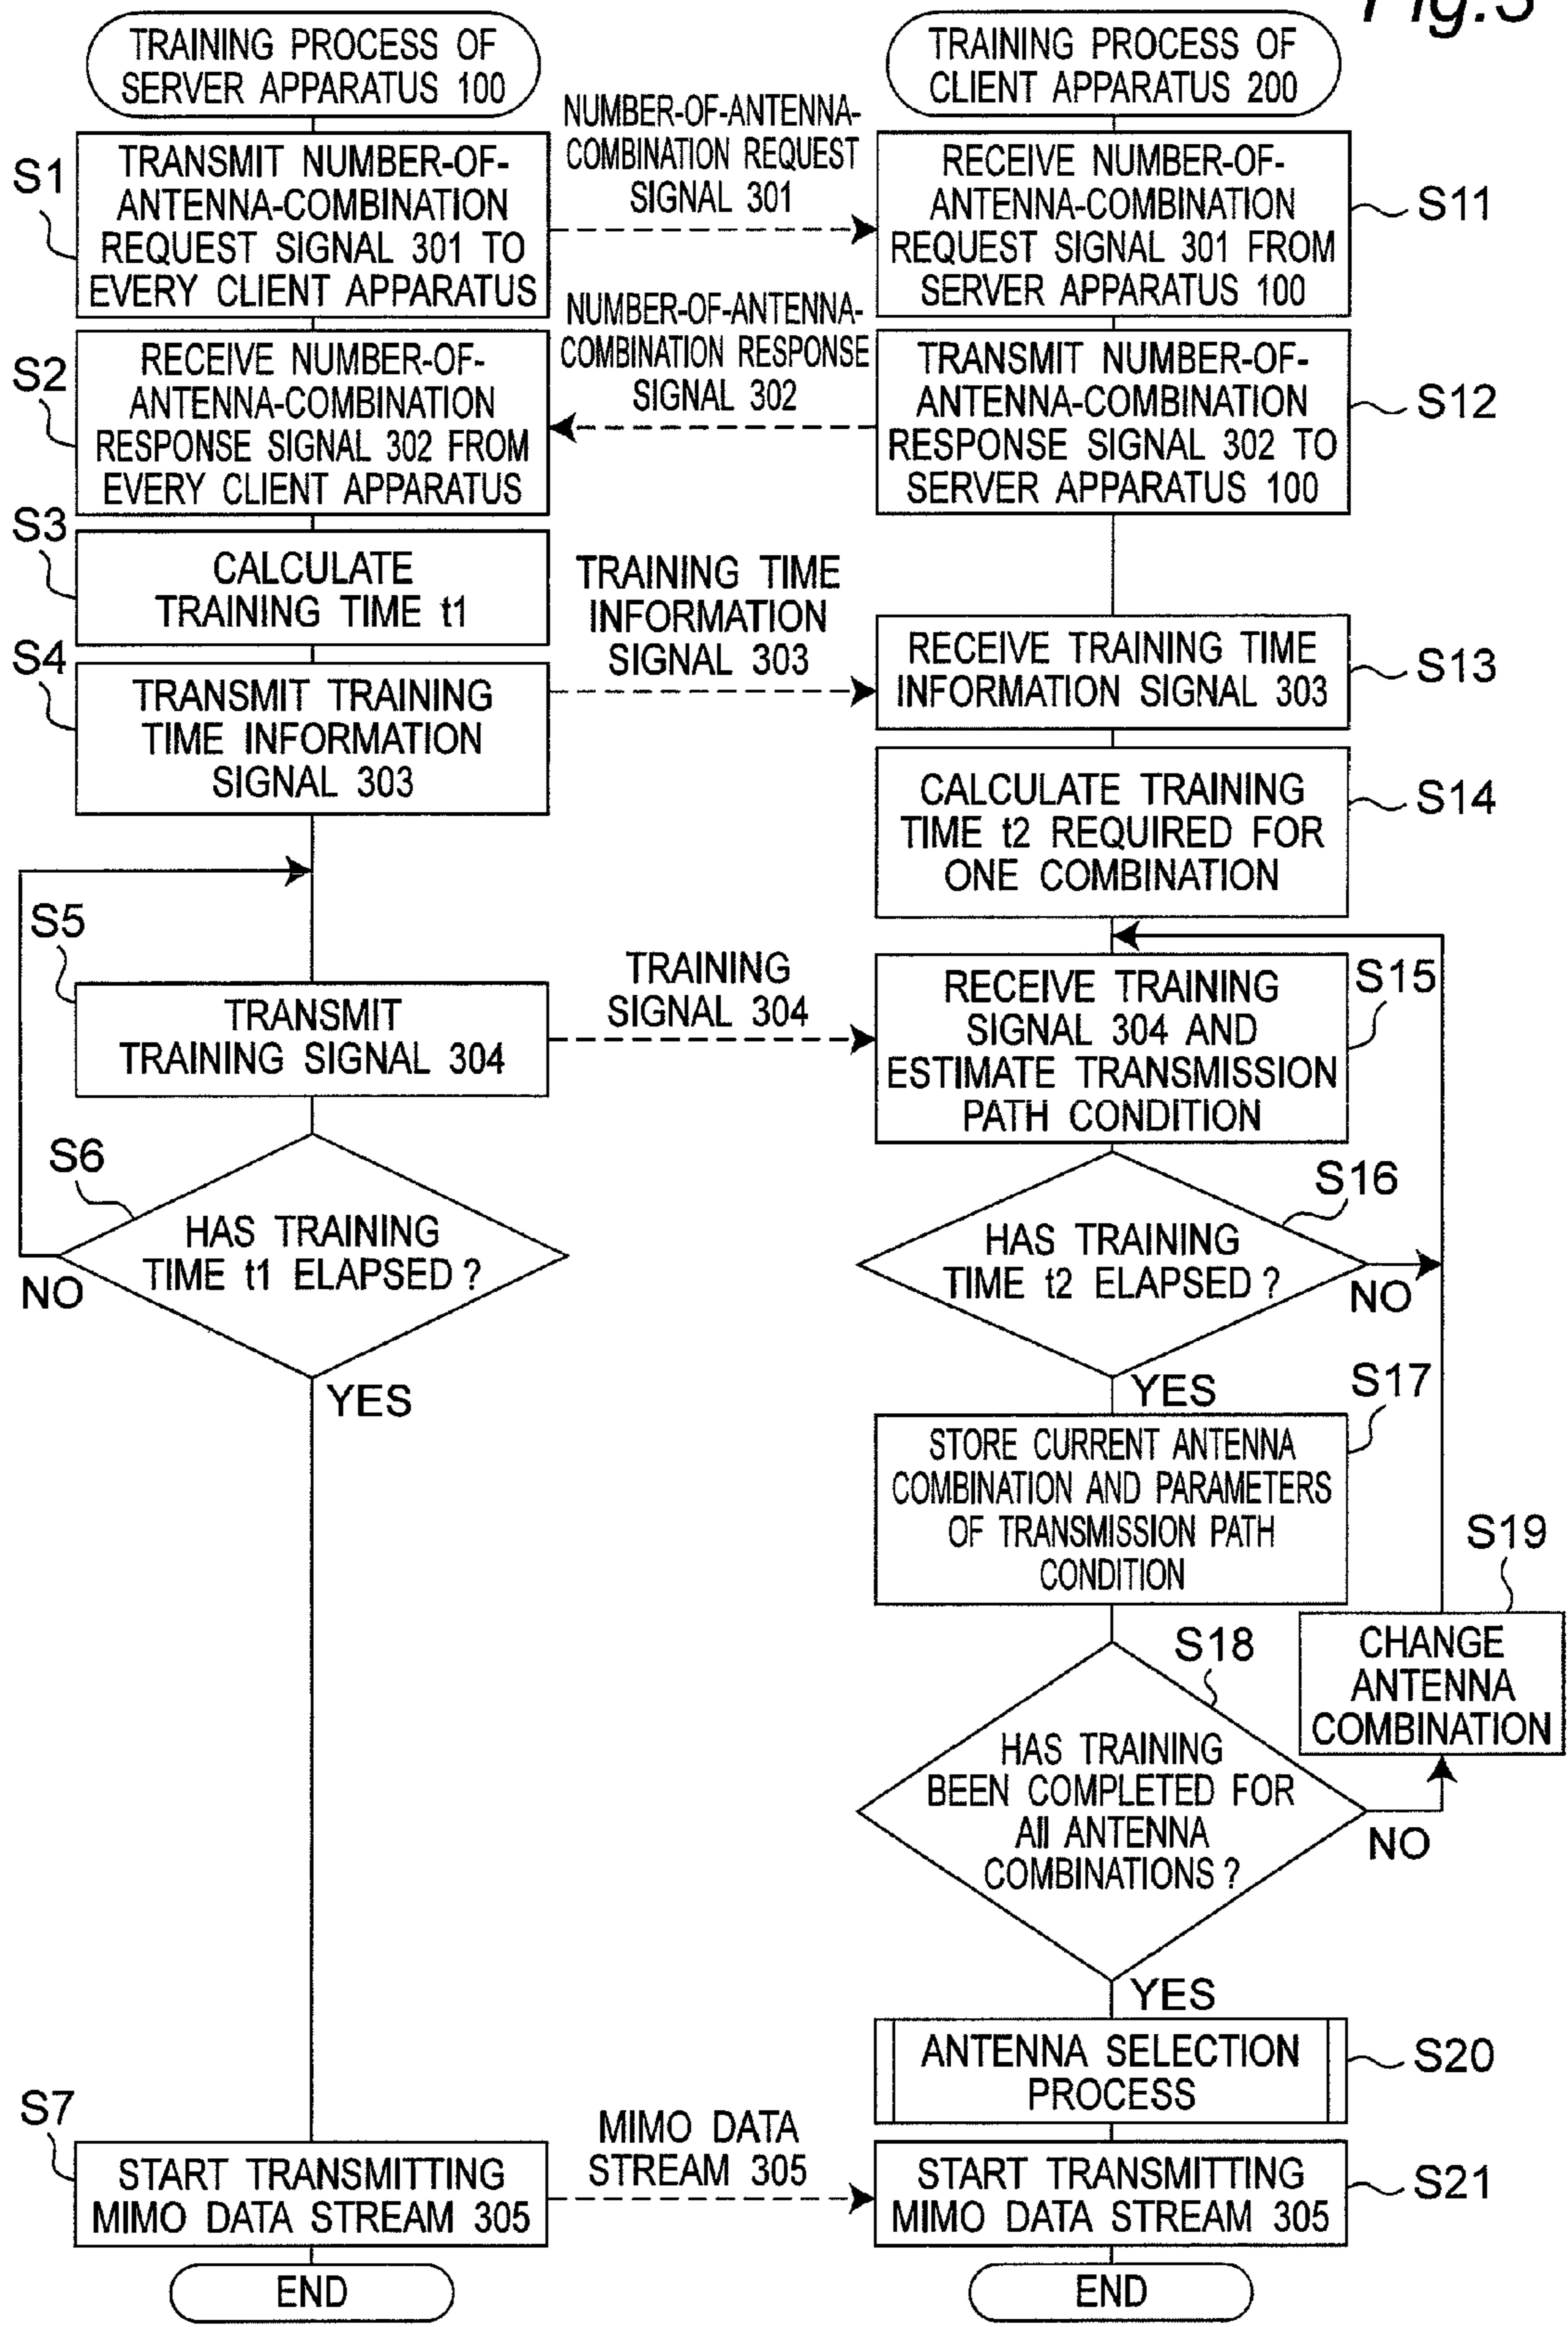 Fig.3
TRAINING PROCESS OF
SERVER APPARATUS 100
TRAINING PROCESS OF
CLIENT APPARATUS 200
S1
TRANSMIT NUMBER-OF-
ANTENNA-COMBINATION
REQUEST SIGNAL 301 TO
EVERY CLIENT APPARATUS
NUMBER-OF-ANTENNA-
COMBINATION REQUEST
SIGNAL 301
RECEIVE NUMBER-OF-
ANTENNA-COMBINATION
REQUEST SIGNAL 301 FROM
SERVER APPARATUS 100
S11
S2
RECEIVE NUMBER-OF-
ANTENNA-COMBINATION
RESPONSE SIGNAL 302 FROM
EVERY CLIENT APPARATUS
NUMBER-OF-ANTENNA-
COMBINATION RESPONSE
SIGNAL 302
TRANSMIT NUMBER-OF-
ANTENNA-COMBINATION
RESPONSE SIGNAL 302 TO
SERVER APPARATUS 100
S12
S3
CALCULATE
TRAINING TIME t1
S4
TRANSMIT TRAINING
TIME INFORMATION
SIGNAL 303
TRAINING TIME
INFORMATION
SIGNAL 303
RECEIVE TRAINING TIME
INFORMATION SIGNAL 303
S13
CALCULATE TRAINING
TIME t2 REQUIRED FOR
ONE COMBINATION
S14
S5
TRANSMIT
TRAINING SIGNAL 304
TRAINING
SIGNAL 304
RECEIVE TRAINING
SIGNAL 304 AND
ESTIMATE TRANSMISSION
PATH CONDITION
S15
S6
HAS TRAINING
TIME t1 ELAPSED ?
NO
YES
S16
HAS TRAINING
TIME t2 ELAPSED ?
NO
YES
S17
STORE CURRENT ANTENNA
COMBINATION AND PARAMETERS
OF TRANSMISSION PATH
CONDITION
S18
HAS TRAINING
BEEN COMPLETED FOR
All ANTENNA
COMBINATIONS ?
NO
YES
S19
CHANGE
ANTENNA
COMBINATION
ANTENNA SELECTION
PROCESS
S20
S7
START TRANSMITTING
MIMO DATA STREAM 305
MIMO DATA
STREAM 305
START TRANSMITTING
MIMO DATA STREAM 305
S21
END
END